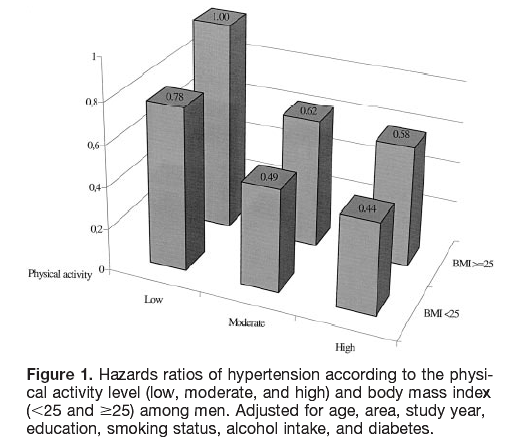 1.00
1
0,8
0.78
0.62
0.58
0,6
0.49
0.44
0,4
0,2
0
Physical activity
Low
Moderate
High
BMI>=25
BMI <25
Figure 1. Hazards ratios of hypertension according to the physi-
cal activity level (low, moderate, and high) and body mass index
(<25 and ≥25) among men. Adjusted for age, area, study year,
education, smoking status, alcohol intake, and diabetes.